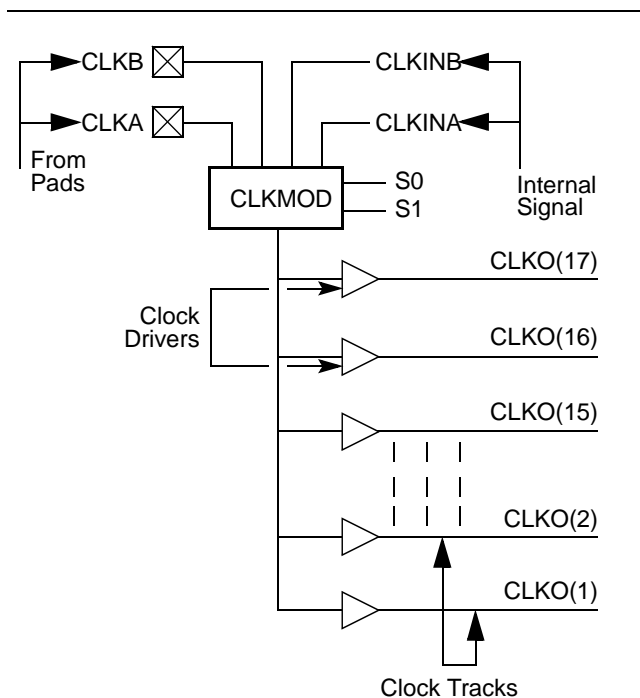 CLKB
CLKINB
CLKA
CLKINA
From
Pads
Internal
Signal
CLKMOD
S0
S1
CLKO(17)
Clock
Drivers
CLKO(16)
CLKO(15)
CLKO(2)
CLKO(1)
Clock Tracks